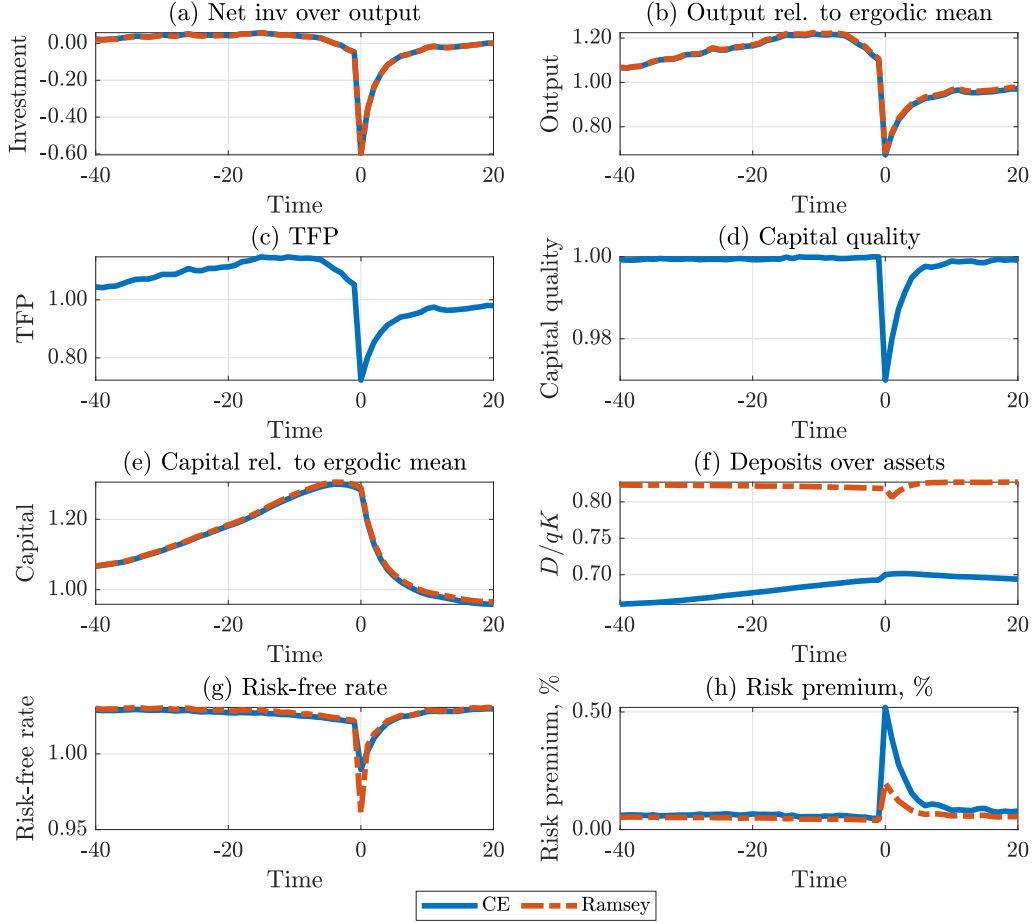 (a) Net inv over output
Investment
0.00
-0.20
-0.40
-0.60
-40
-20
0
20
Time
(b) Output rel. to ergodic mean
Output
1.20
1.00
0.80
-40
-20
0
20
Time
(c) TFP
TFP
1.00
0.80
-40
-20
0
20
Time
(d) Capital quality
Capital quality
1.00
0.98
-40
-20
0
20
Time
(e) Capital rel. to ergodic mean
Capital
1.20
1.00
-40
-20
0
20
Time
(f) Deposits over assets
D/qK
0.80
0.75
0.70
-40
-20
0
20
Time
(g) Risk-free rate
Risk-free rate
1.00
0.95
-40
-20
0
20
Time
(h) Risk premium, %
Risk premium, %
0.50
0.00
-40
-20
0
20
Time
CE
Ramsey